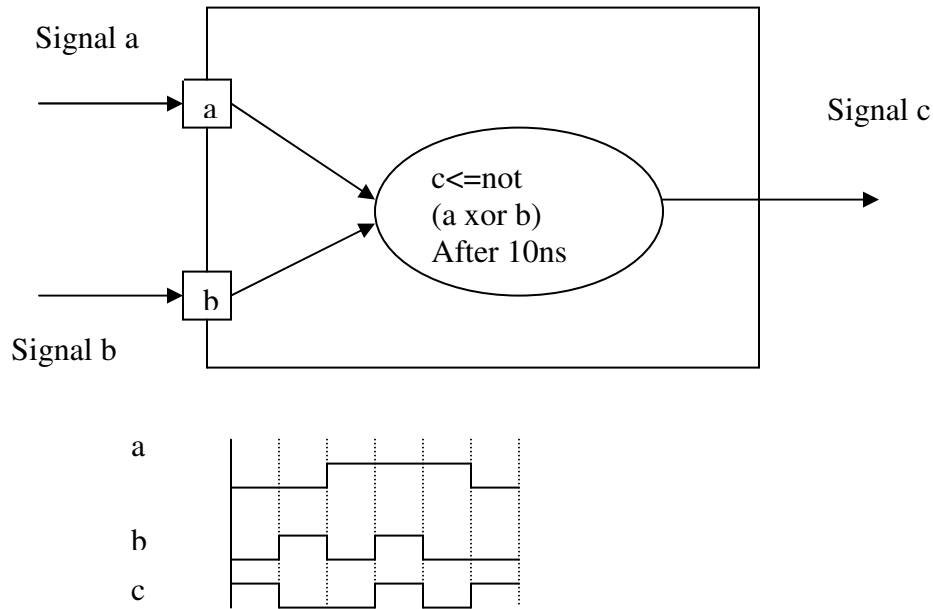 Signal a
a
Signal c
c<=not
(a xor b)
After 10ns
b
Signal b
a
b
c